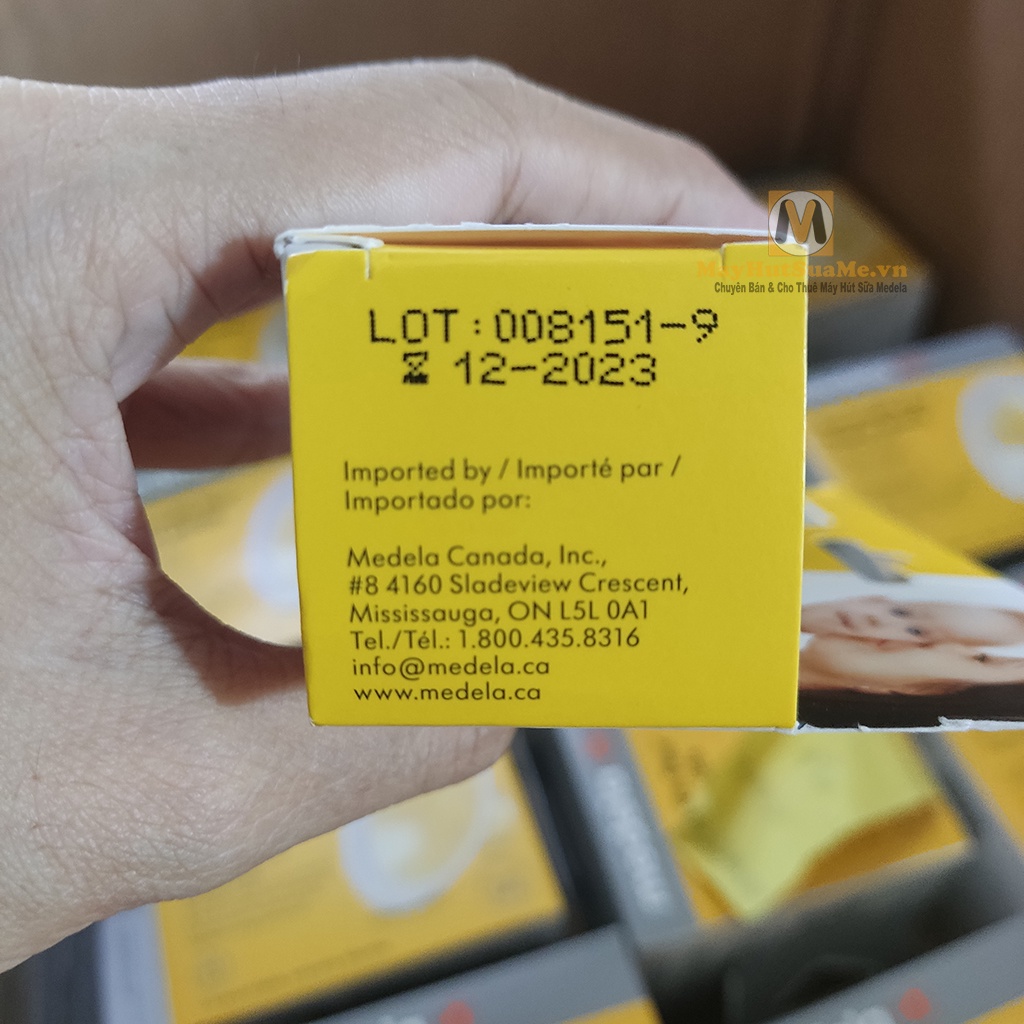 M
MayHutSuaMe.vn
Chuyên Bán & Cho Thuê Máy Hút Sữa Medela
LOT:008151-9
12-2023
Imported by / Importé par /
Importado por:
Medela Canada, Inc.,
#8 4160 Sladeview Crescent,
Mississauga, ON L5L 0A1
Tel./Tél.: 1.800.435.8316
info@medela.ca
www.medela.ca